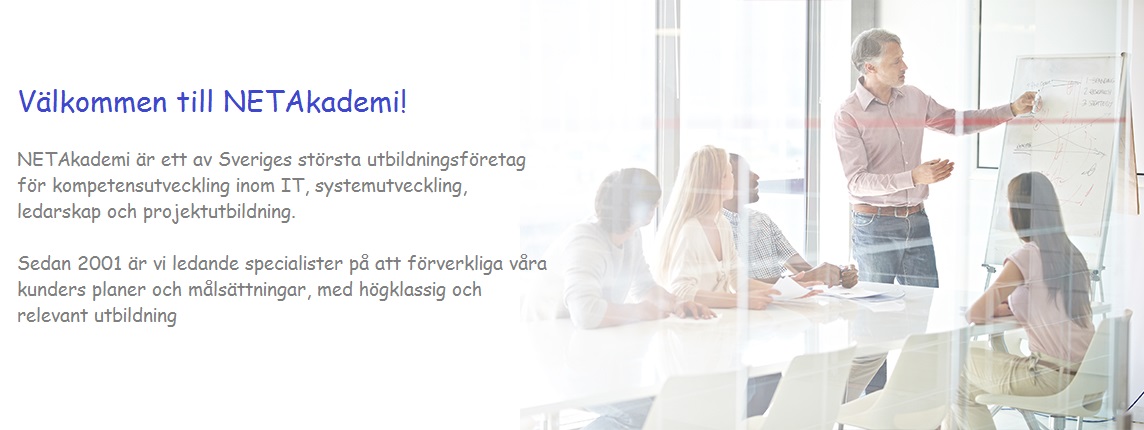 Välkommen till NETAkademi!
NETAkademi är ett av Sveriges största utbildningsföretag
för kompetensutveckling inom IT, systemutveckling,
ledarskap och projektutbildning.
Sedan 2001 är vi ledande specialister på att förverkliga våra
kunders planer och målsättningar, med högklassig och
relevant utbildning